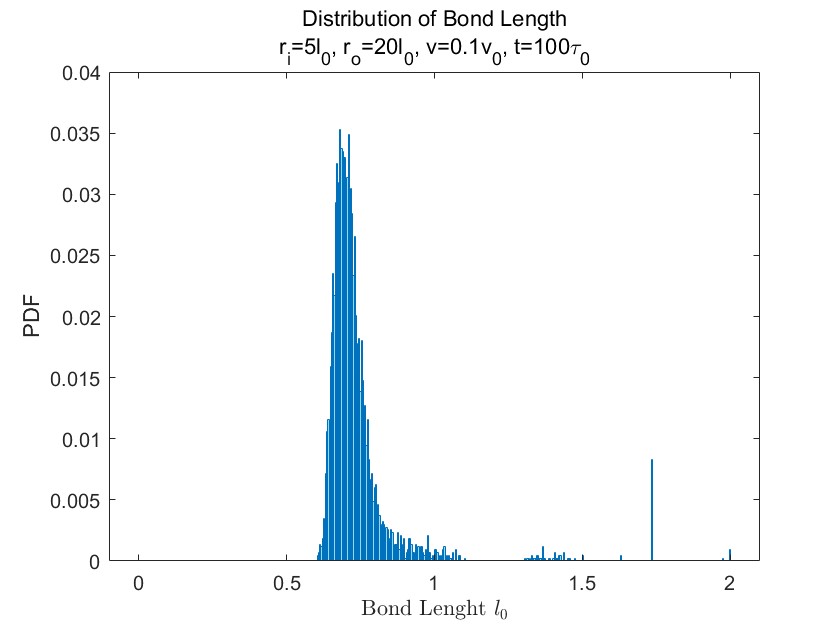 Distribution of Bond Length
r_i=5l_0, r_o=20l_0, v=0.1v_0, t=100τ_0
0.04
0.035
0.03
0.025
0.02
0.015
0.01
0.005
0
PDF
0 0.5 1 1.5 2
Bond Lenght l_0